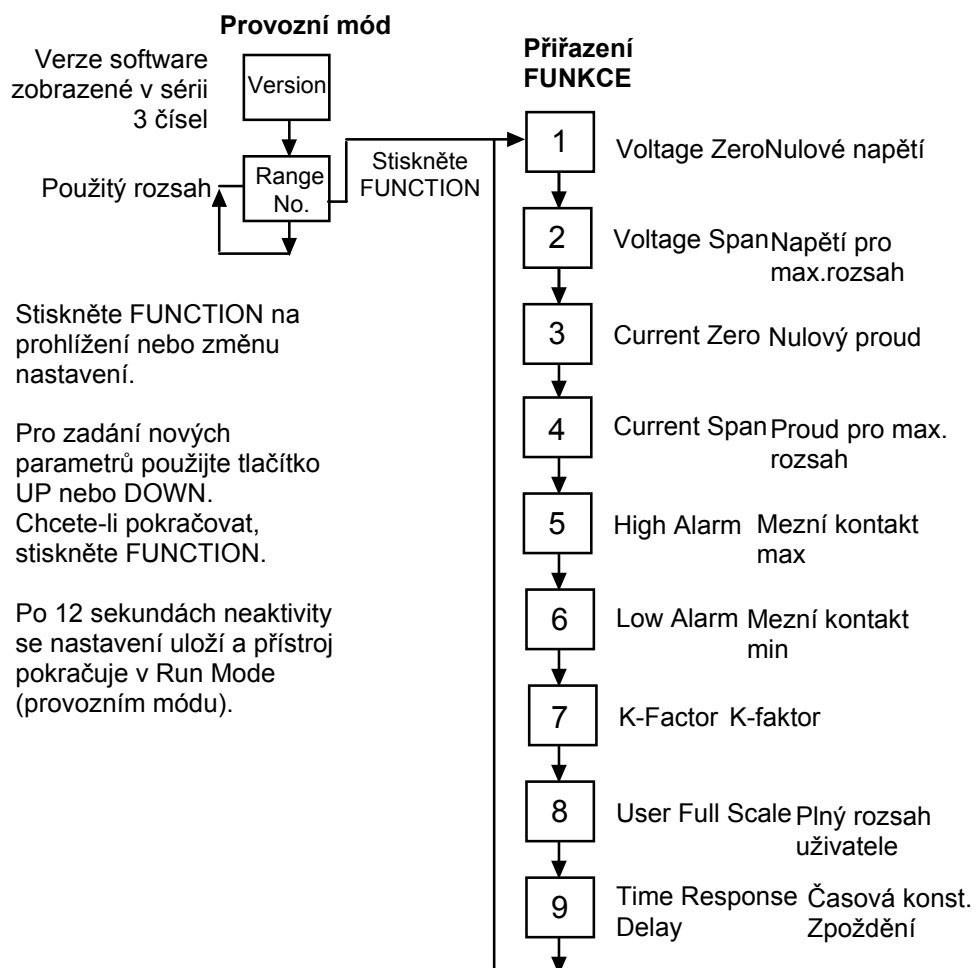 Provozní mód
Verze software
zobrazené v sérii
3 čísel
Version
Použitý rozsah
Range
No.
Stiskněte
FUNCTION
Stiskněte FUNCTION na
prohlížení nebo změnu
nastavení.
Pro zadání nových
parametrů použijte tlačítko
UP nebo DOWN.
Chcete-li pokračovat,
stiskněte FUNCTION.
Po 12 sekundách neaktivity
se nastavení uloží a přístroj
pokračuje v Run Mode
(provozním módu).
Přiřazení
FUNKCE
1 Voltage ZeroNulové napětí
2 Voltage Span Napětí pro
max.rozsah
3 Current Zero Nulový proud
4 Current Span Proud pro max.
rozsah
5 High Alarm Mezní kontakt
max
6 Low Alarm Mezní kontakt
min
7 K-Factor K-faktor
8 User Full Scale Plný rozsah
uživatele
9 Time Response Časová konst.
Delay Zpoždění